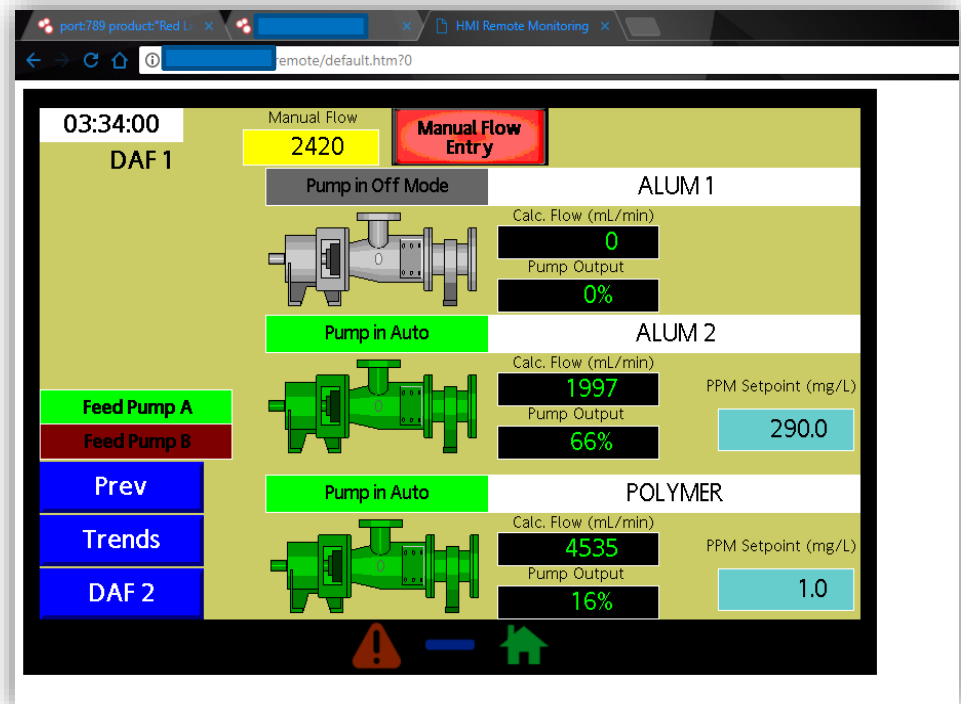 port:789 product:"Red Li
HMI Remote Monitoring
remote/default.htm?0
03:34:00
DAF 1
Manual Flow
2420
Manual Flow
Entry
Pump in Off Mode
ALUM 1
Calc. Flow (mL/min)
0
0
Pump Output
0%
Pump in Auto
ALUM 2
Calc. Flow (mL/min)
1997
0
Pump Output
66%
PPM Setpoint (mg/L)
290.0
Feed Pump A
Feed Pump B
Prev
Trends
DAF 2
Pump in Auto
POLYMER
Calc. Flow (mL/min)
4535
0
Pump Output
16%
PPM Setpoint (mg/L)
1.0